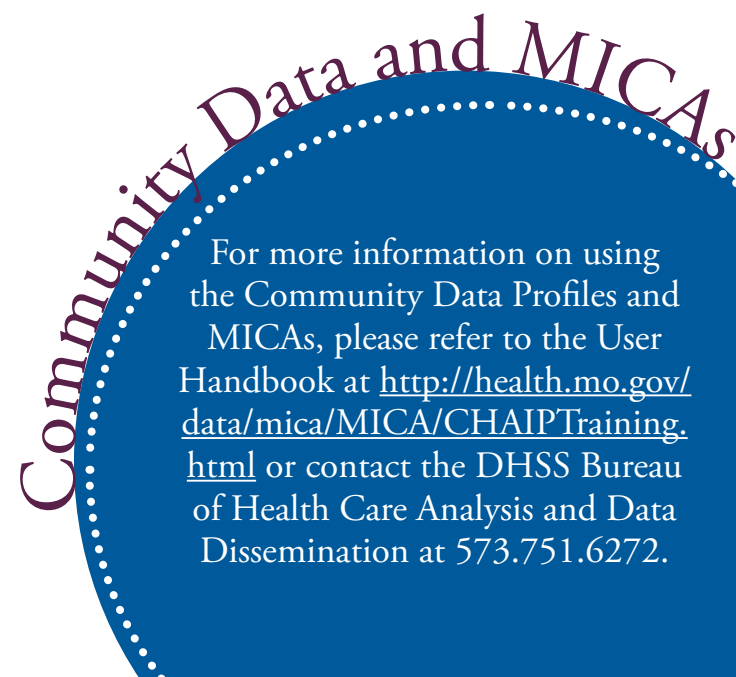 Community Data and MICAs
For more information on using
the Community Data Profiles and
MICAs, please refer to the User
Handbook at http://health.mo.gov/
data/mica/MICA/CHAIPTraining.
html or contact the DHSS Bureau
of Health Care Analysis and Data
Dissemination at 573.751.6272.